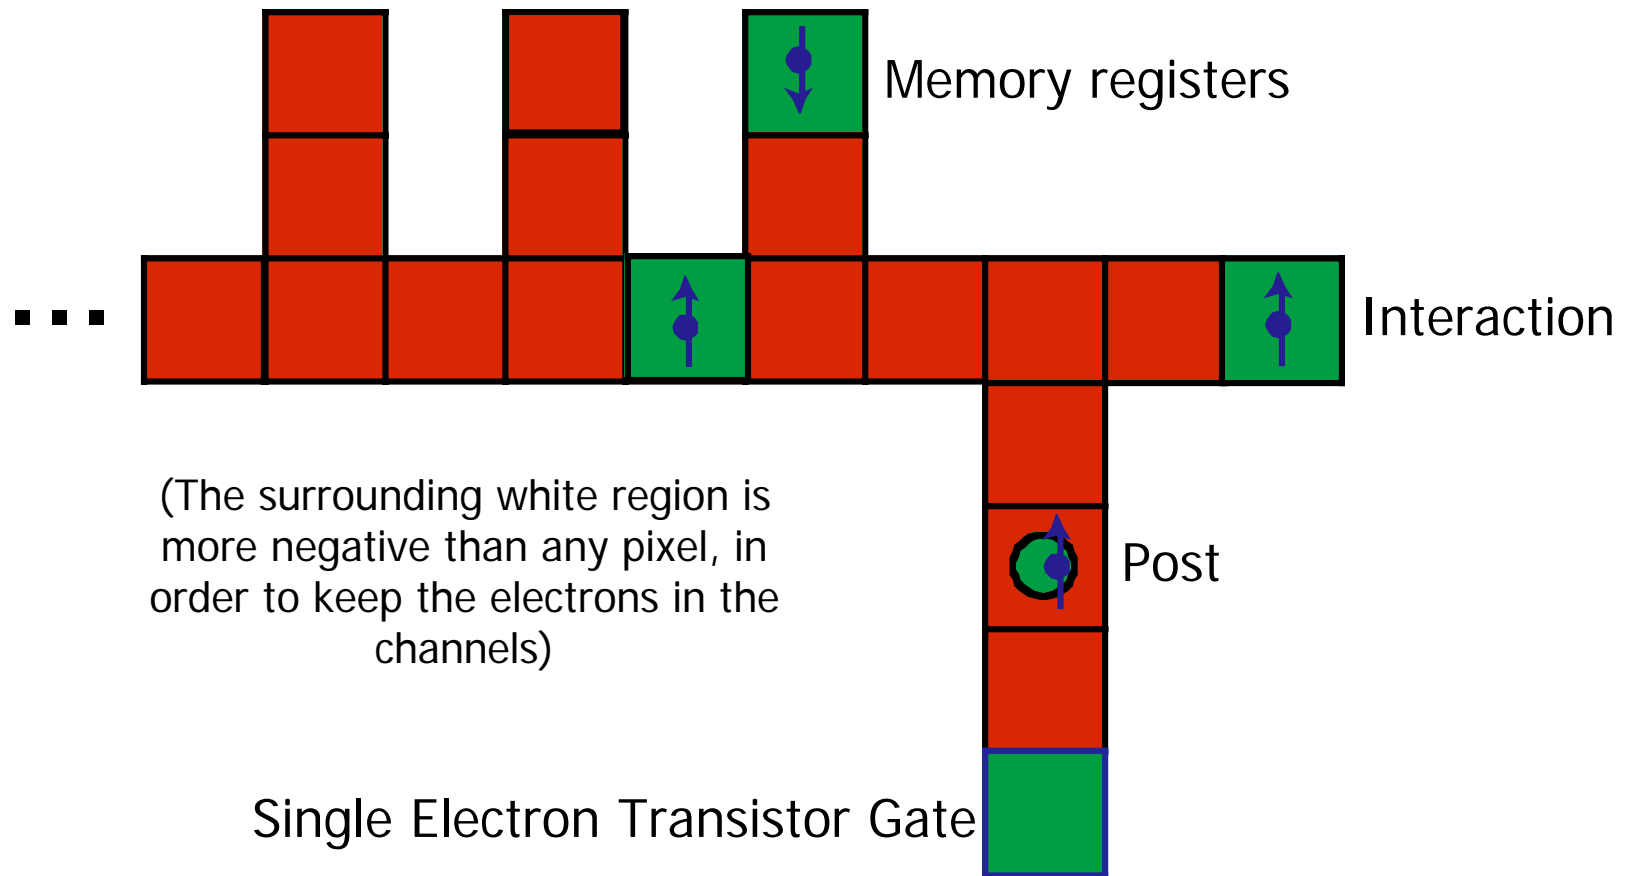 Memory registers
Interaction
(The surrounding white region is
more negative than any pixel, in
order to keep the electrons in the
channels)
Post
Single Electron Transistor Gate